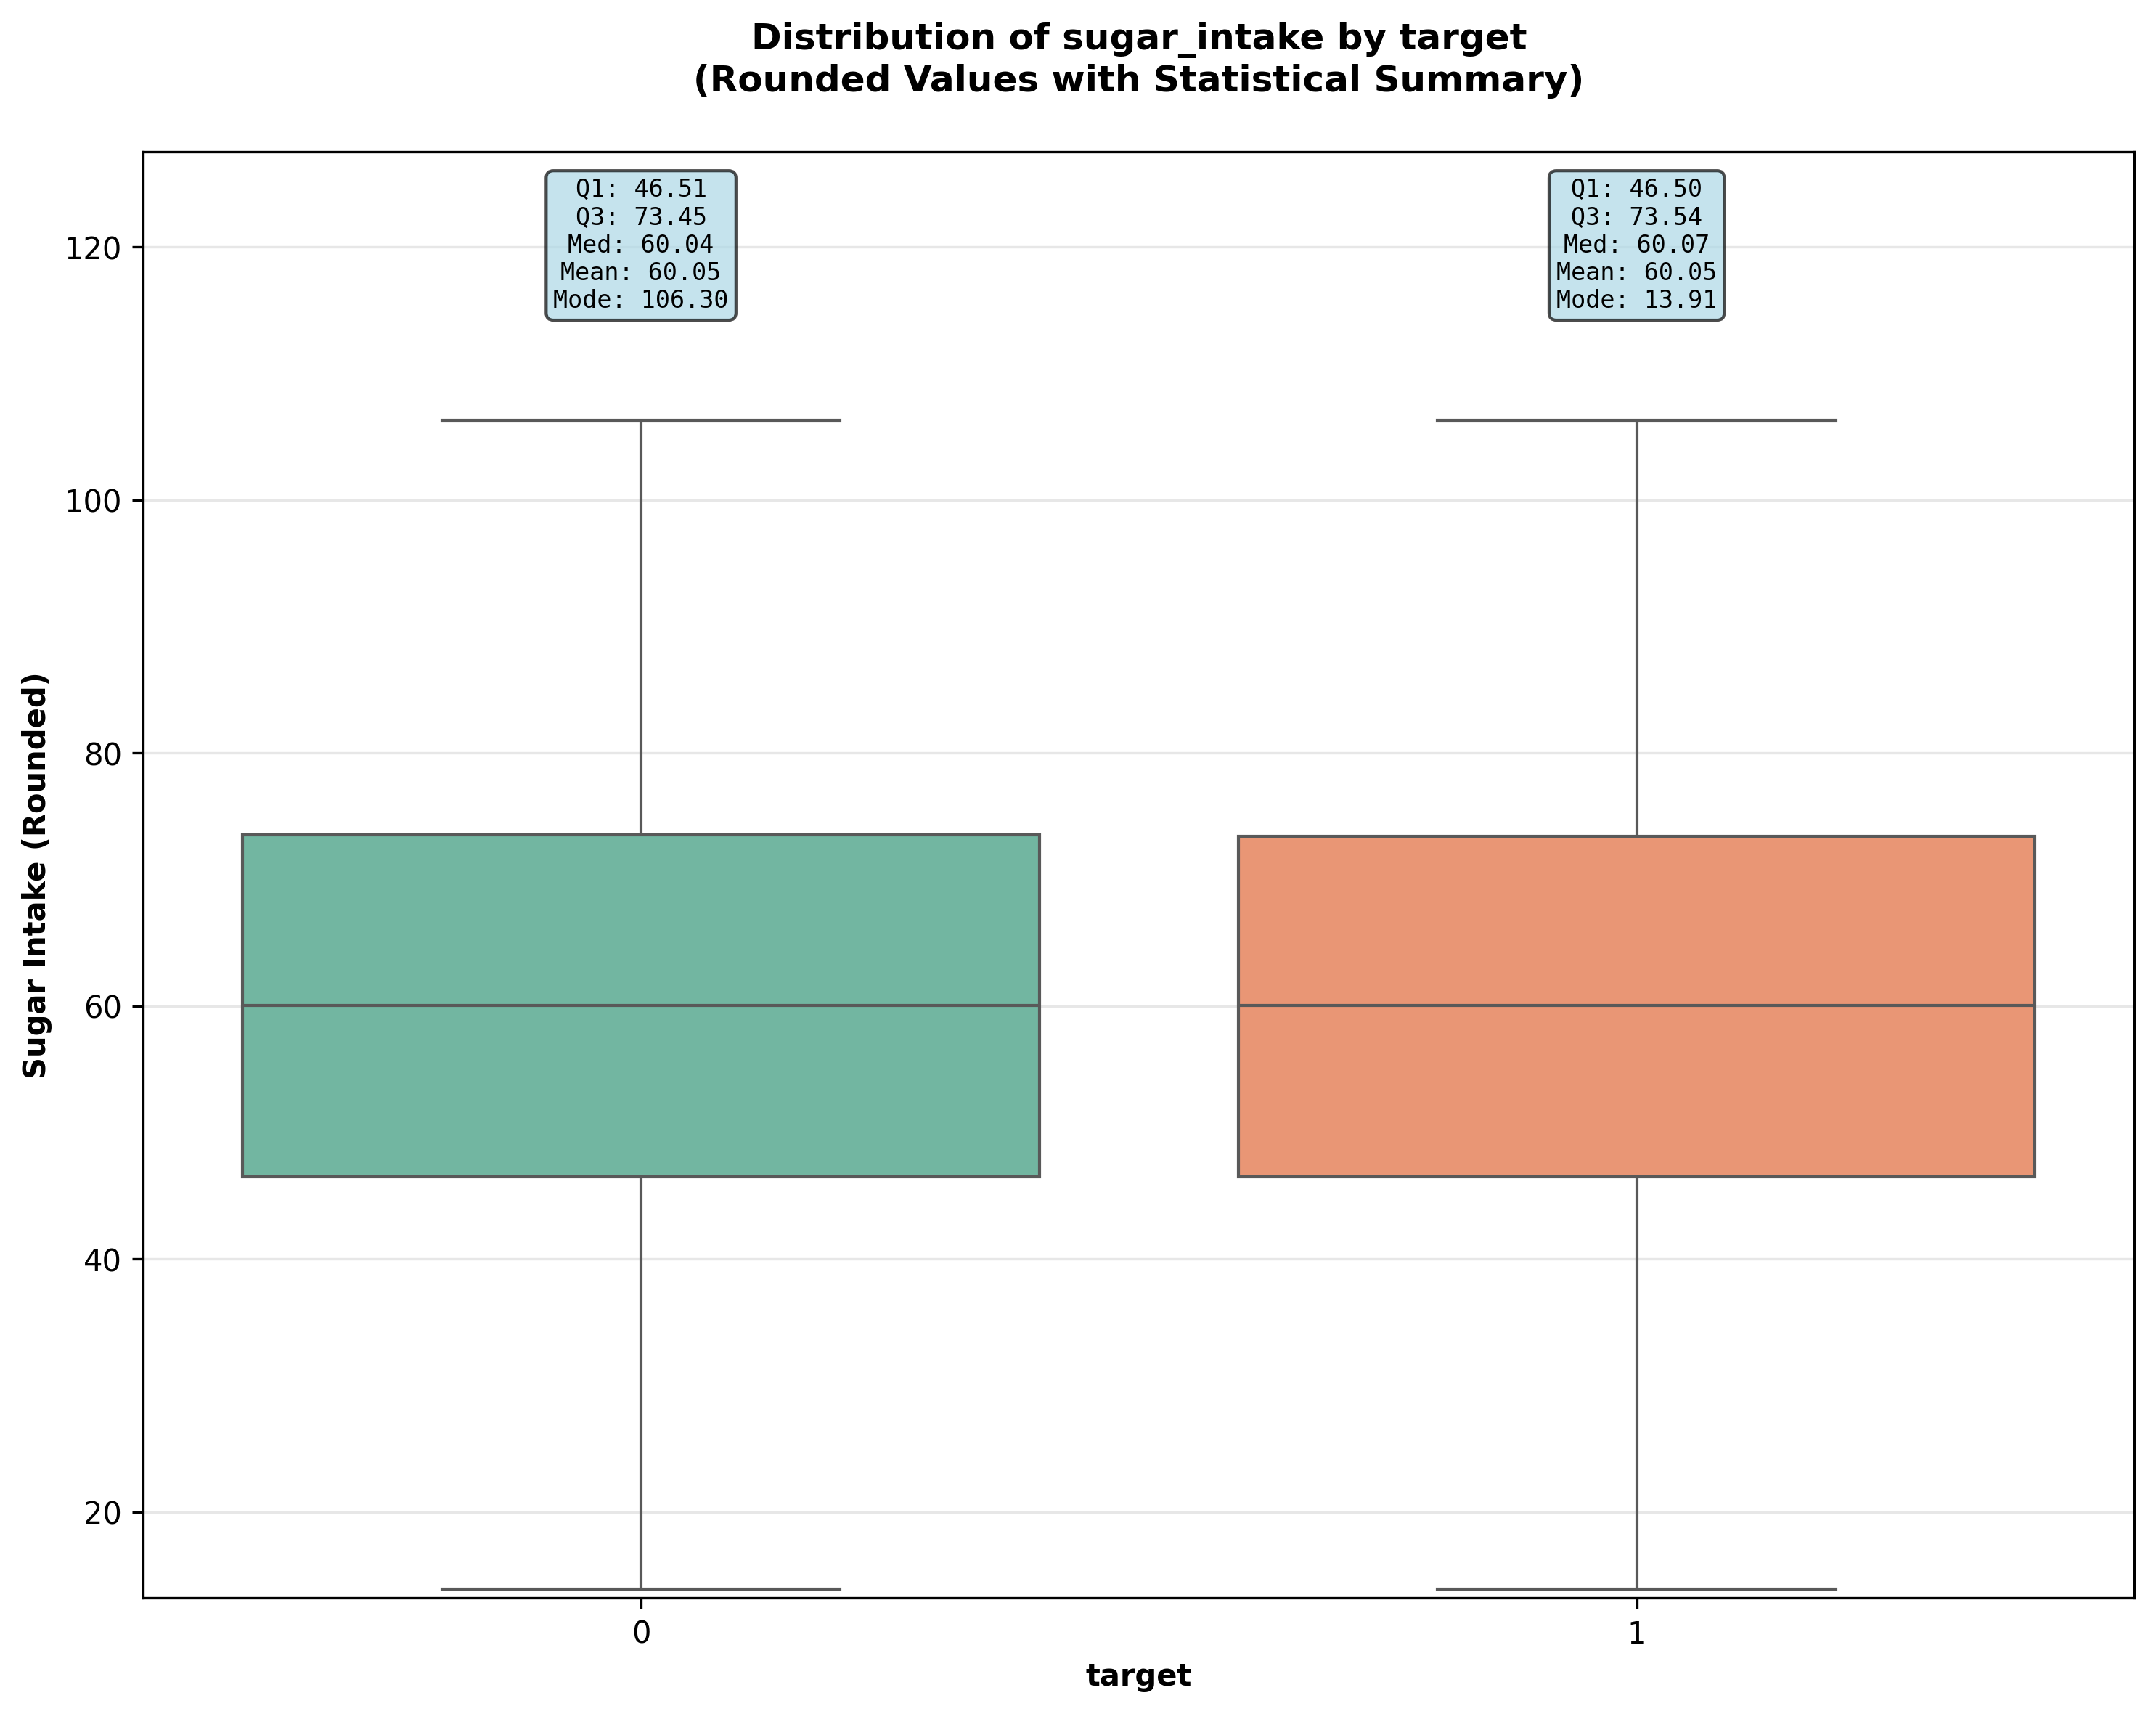 Distribution of sugar_intake by target
(Rounded Values with Statistical Summary)
Q1: 46.51
Q3: 73.45
Med: 60.04
Mean: 60.05
Mode: 106.30
Q1: 46.50
Q3: 73.54
Med: 60.07
Mean: 60.05
Mode: 13.91
Sugar Intake (Rounded)
120
100
80
60
40
20
0
1
target